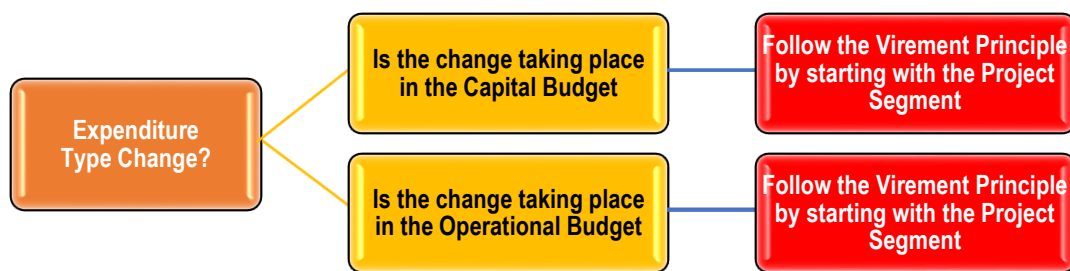 Expenditure
Type Change?
Is the change taking place
in the Capital Budget
Follow the Virement Principle
by starting with the Project
Segment
Is the change taking place
in the Operational Budget
Follow the Virement Principle
by starting with the Project
Segment